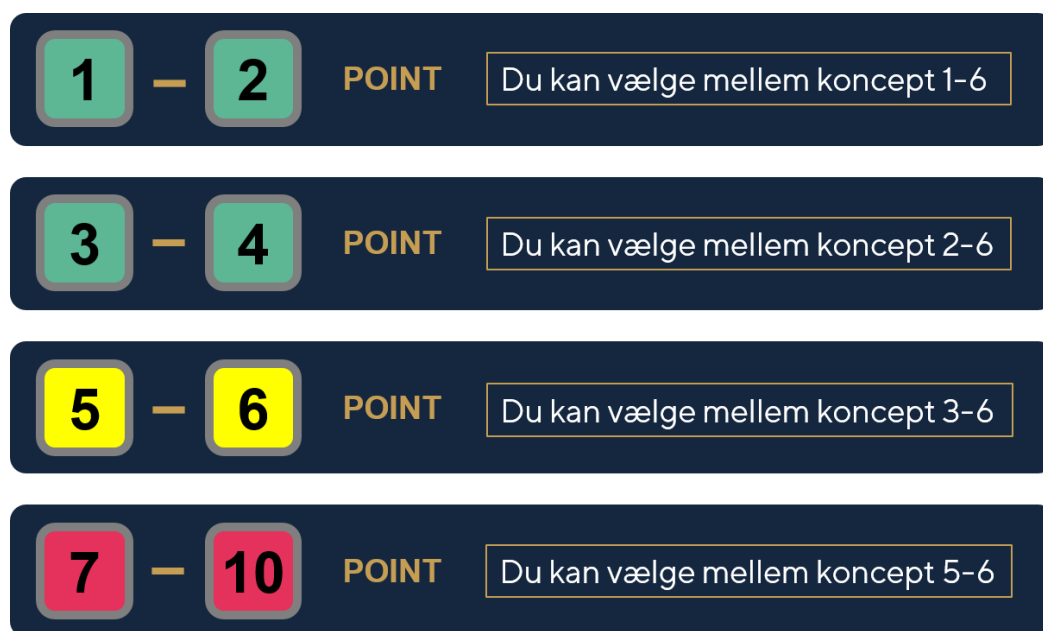 1 – 2 POINT Du kan vælge mellem koncept 1-6
3 – 4 POINT Du kan vælge mellem koncept 2-6
5 – 6 POINT Du kan vælge mellem koncept 3-6
7 – 10 POINT Du kan vælge mellem koncept 5-6